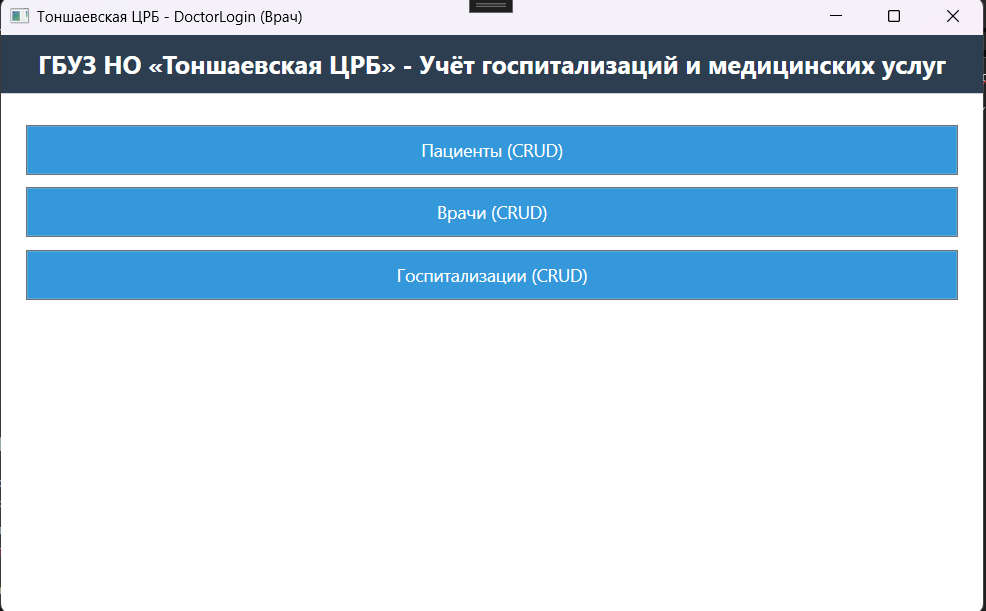 Тоншаевская ЦРБ - DoctorLogin (Врач)
ГБУЗ НО «Тоншаевская ЦРБ» - Учёт госпитализаций и медицинских услуг
Пациенты (CRUD)
Врачи (CRUD)
Госпитализации (CRUD)